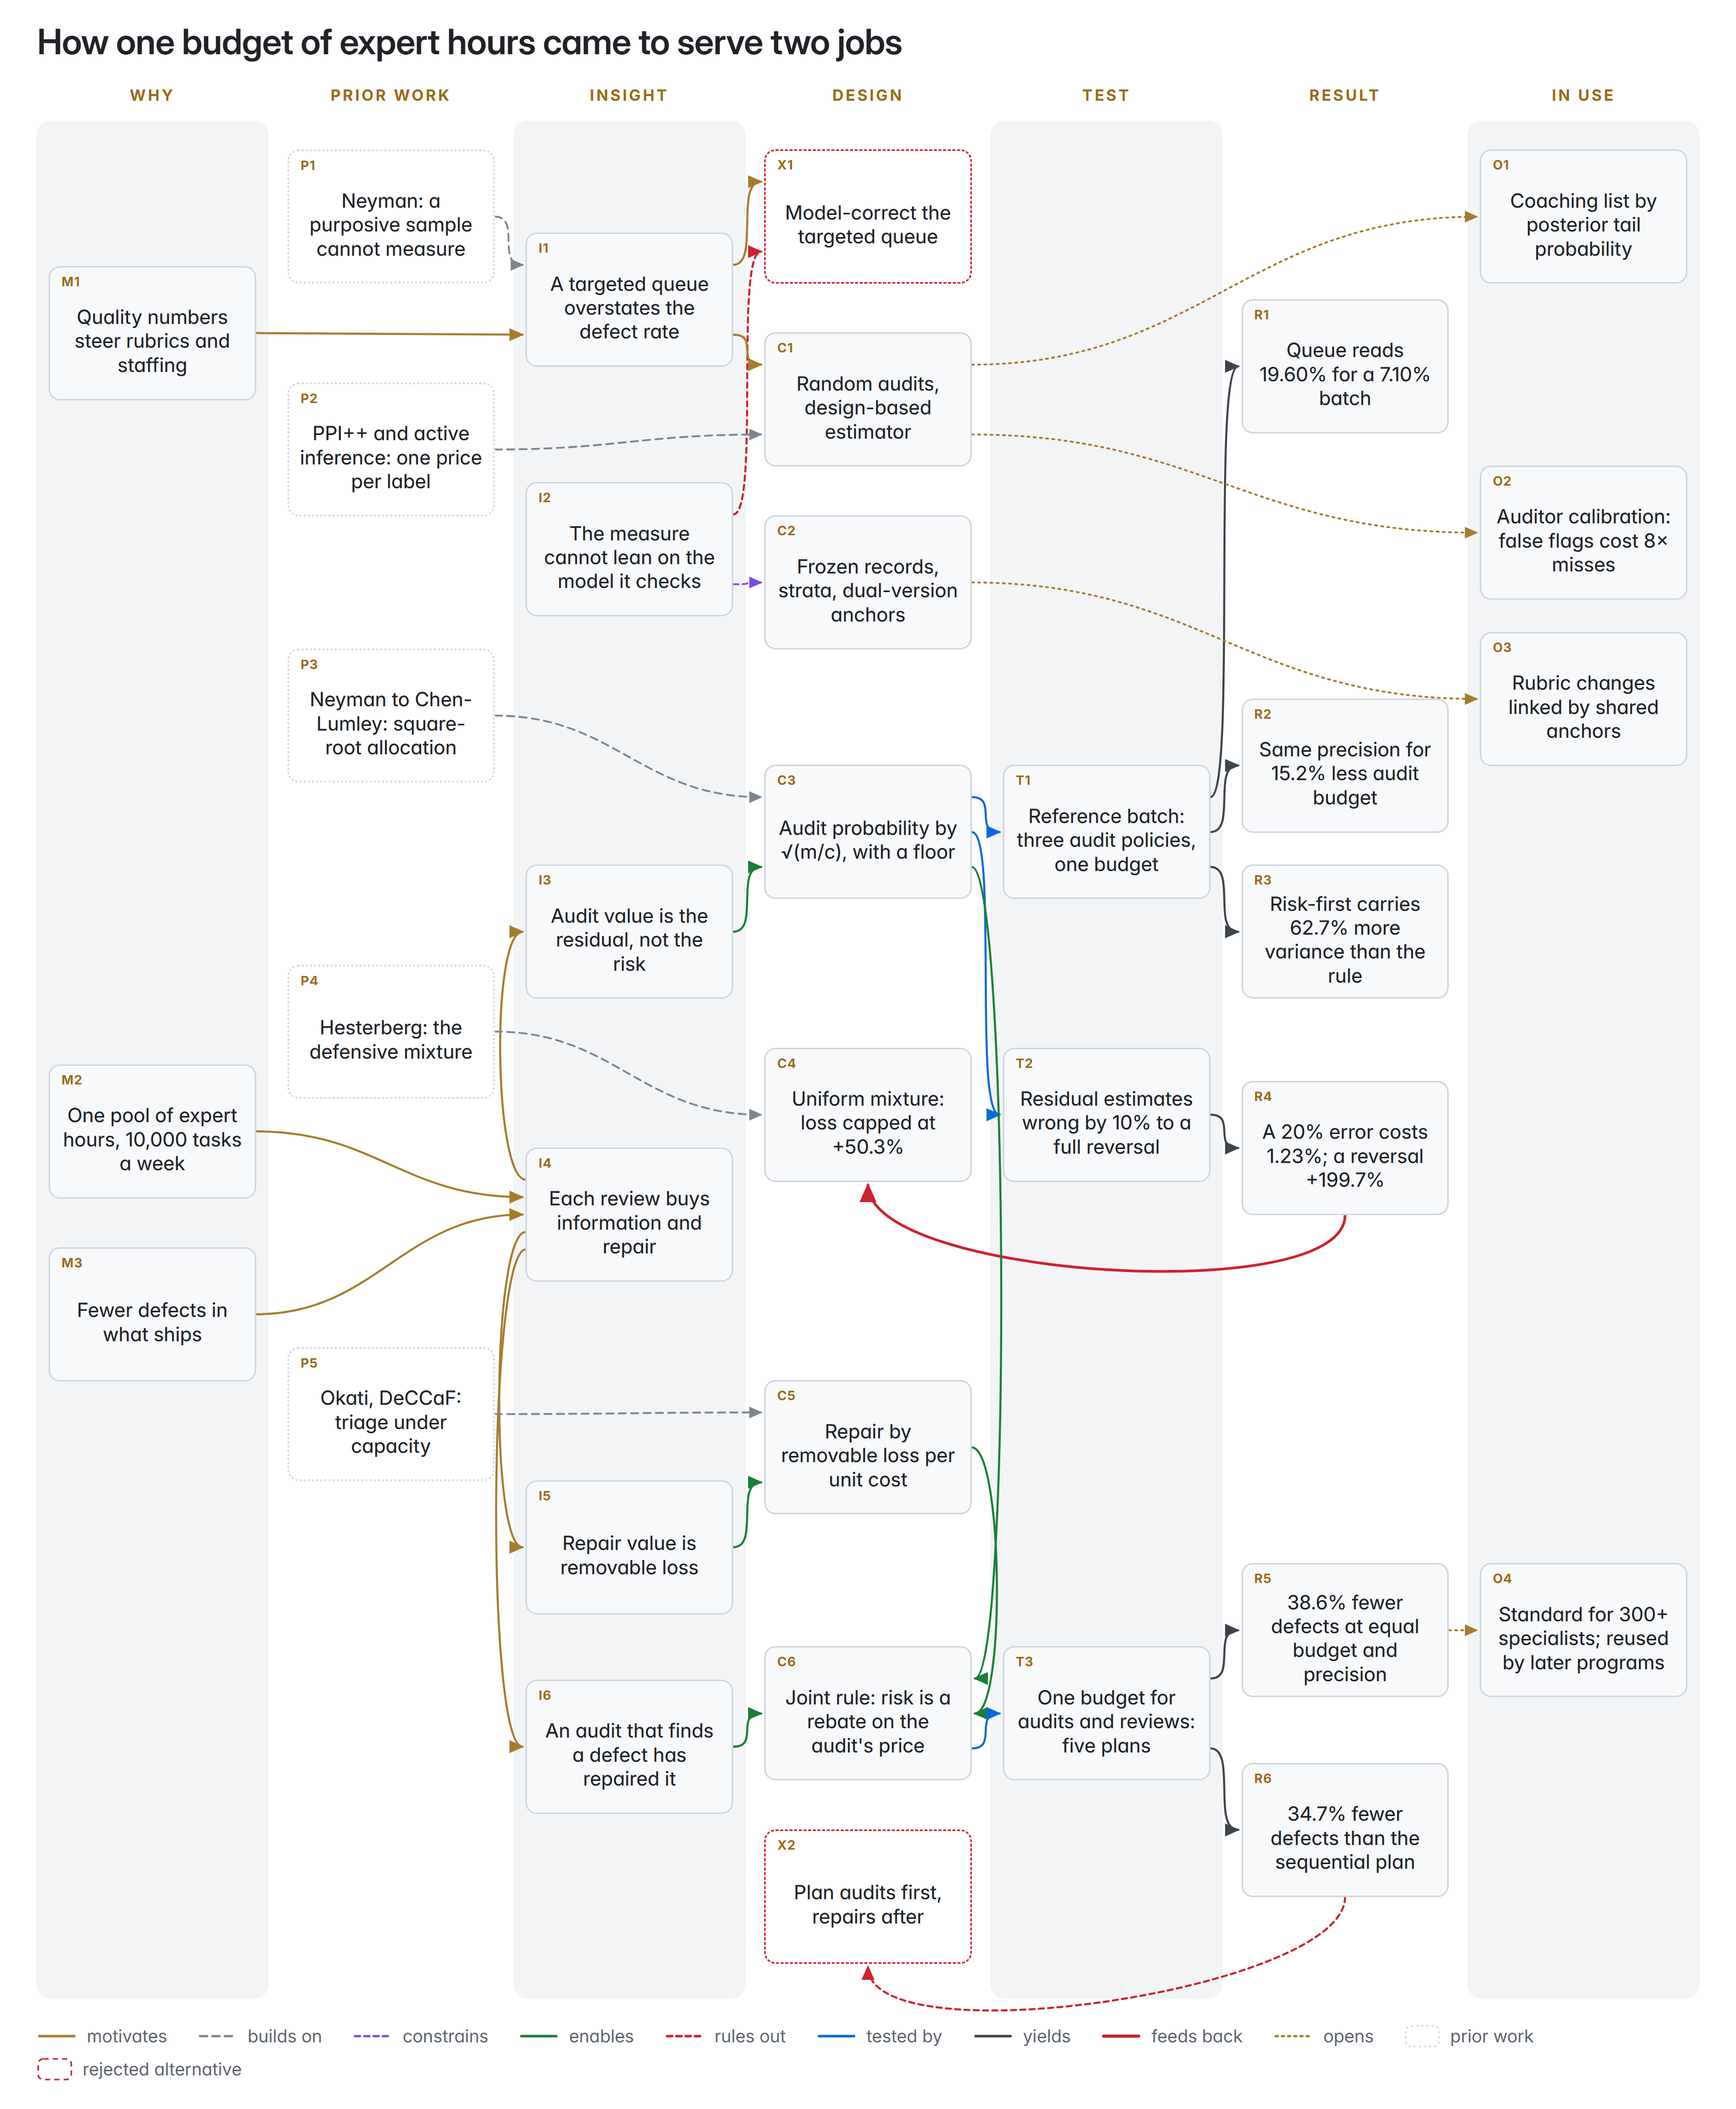 How one budget of expert hours came to serve two jobs
WHY
PRIOR WORK
INSIGHT
DESIGN
TEST
RESULT
IN USE
M1
Quality numbers
steer rubrics and
staffing
M2
One pool of expert
hours, 10,000 tasks
a week
M3
Fewer defects in
what ships
P1
Neyman: a
purposive sample
cannot measure
P2
PPI++ and active
inference: one price
per label
P3
Neyman to Chen-
Lumley: square-
root allocation
P4
Hesterberg: the
defensive mixture
P5
Okati, DeCCaF:
triage under
capacity
I1
A targeted queue
overstates the
defect rate
I2
The measure
cannot lean on the
model it checks
I3
Audit value is the
residual, not the
risk
I4
Each review buys
information and
repair
I5
Repair value is
removable loss
I6
An audit that finds
a defect has
repaired it
X1
Model-correct the
targeted queue
C1
Random audits,
design-based
estimator
C2
Frozen records,
strata, dual-version
anchors
C3
Audit probability by
√(m/c), with a floor
C4
Uniform mixture:
loss capped at
+50.3%
C5
Repair by
removable loss per
unit cost
C6
Joint rule: risk is a
rebate on the
audit's price
X2
Plan audits first,
repairs after
T1
Reference batch:
three audit policies,
one budget
T2
Residual estimates
wrong by 10% to a
full reversal
T3
One budget for
audits and reviews:
five plans
R1
Queue reads
19.60% for a 7.10%
batch
R2
Same precision for
15.2% less audit
budget
R3
Risk-first carries
62.7% more
variance than the
rule
R4
A 20% error costs
1.23%; a reversal
+199.7%
R5
38.6% fewer
defects at equal
budget and
precision
R6
34.7% fewer
defects than the
sequential plan
O1
Coaching list by
posterior tail
probability
O2
Auditor calibration:
false flags cost 8×
misses
O3
Rubric changes
linked by shared
anchors
O4
Standard for 300+
specialists; reused
by later programs
motivates
builds on
constrains
enables
rules out
tested by
yields
feeds back
opens
prior work
rejected alternative